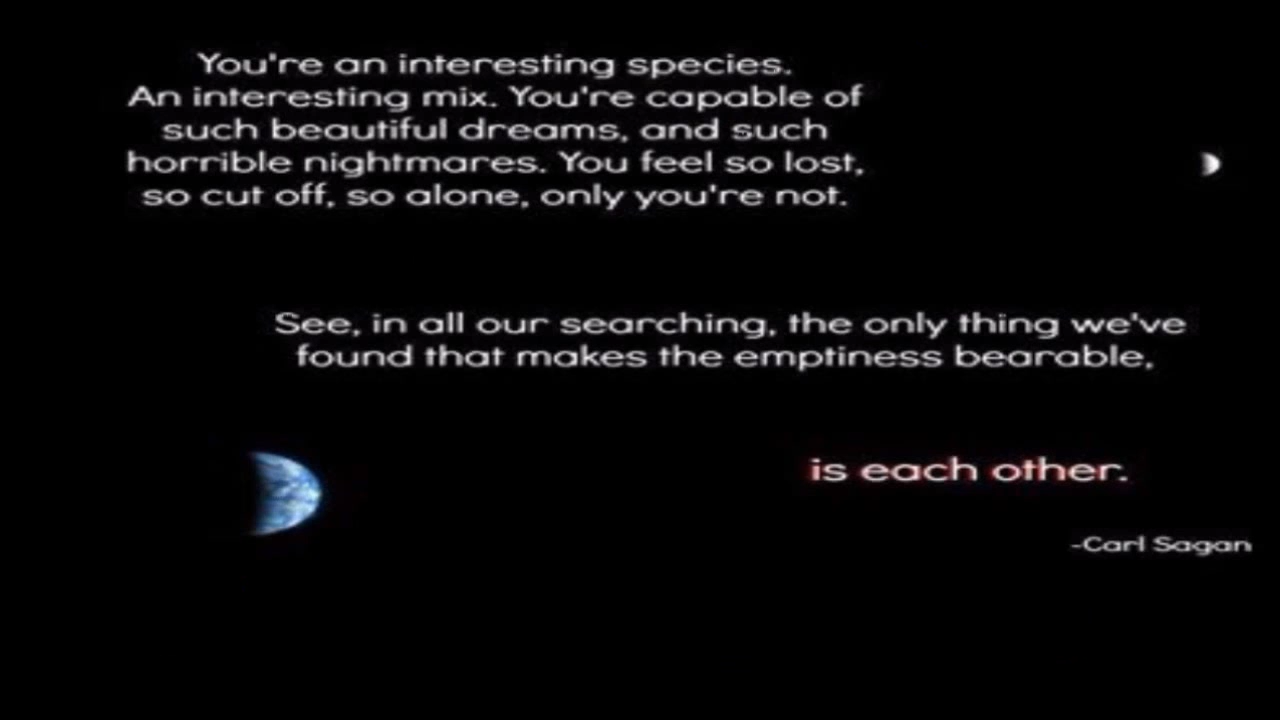 You're an interesting species.
An interesting mix. You're capable of
such beautiful dreams, and such
horrible nightmares. You feel so lost,
so cut off, so alone, only you're not.
See, in all our searching, the only thing we've
found that makes the emptiness bearable,
is each other.
-Carl Sagan